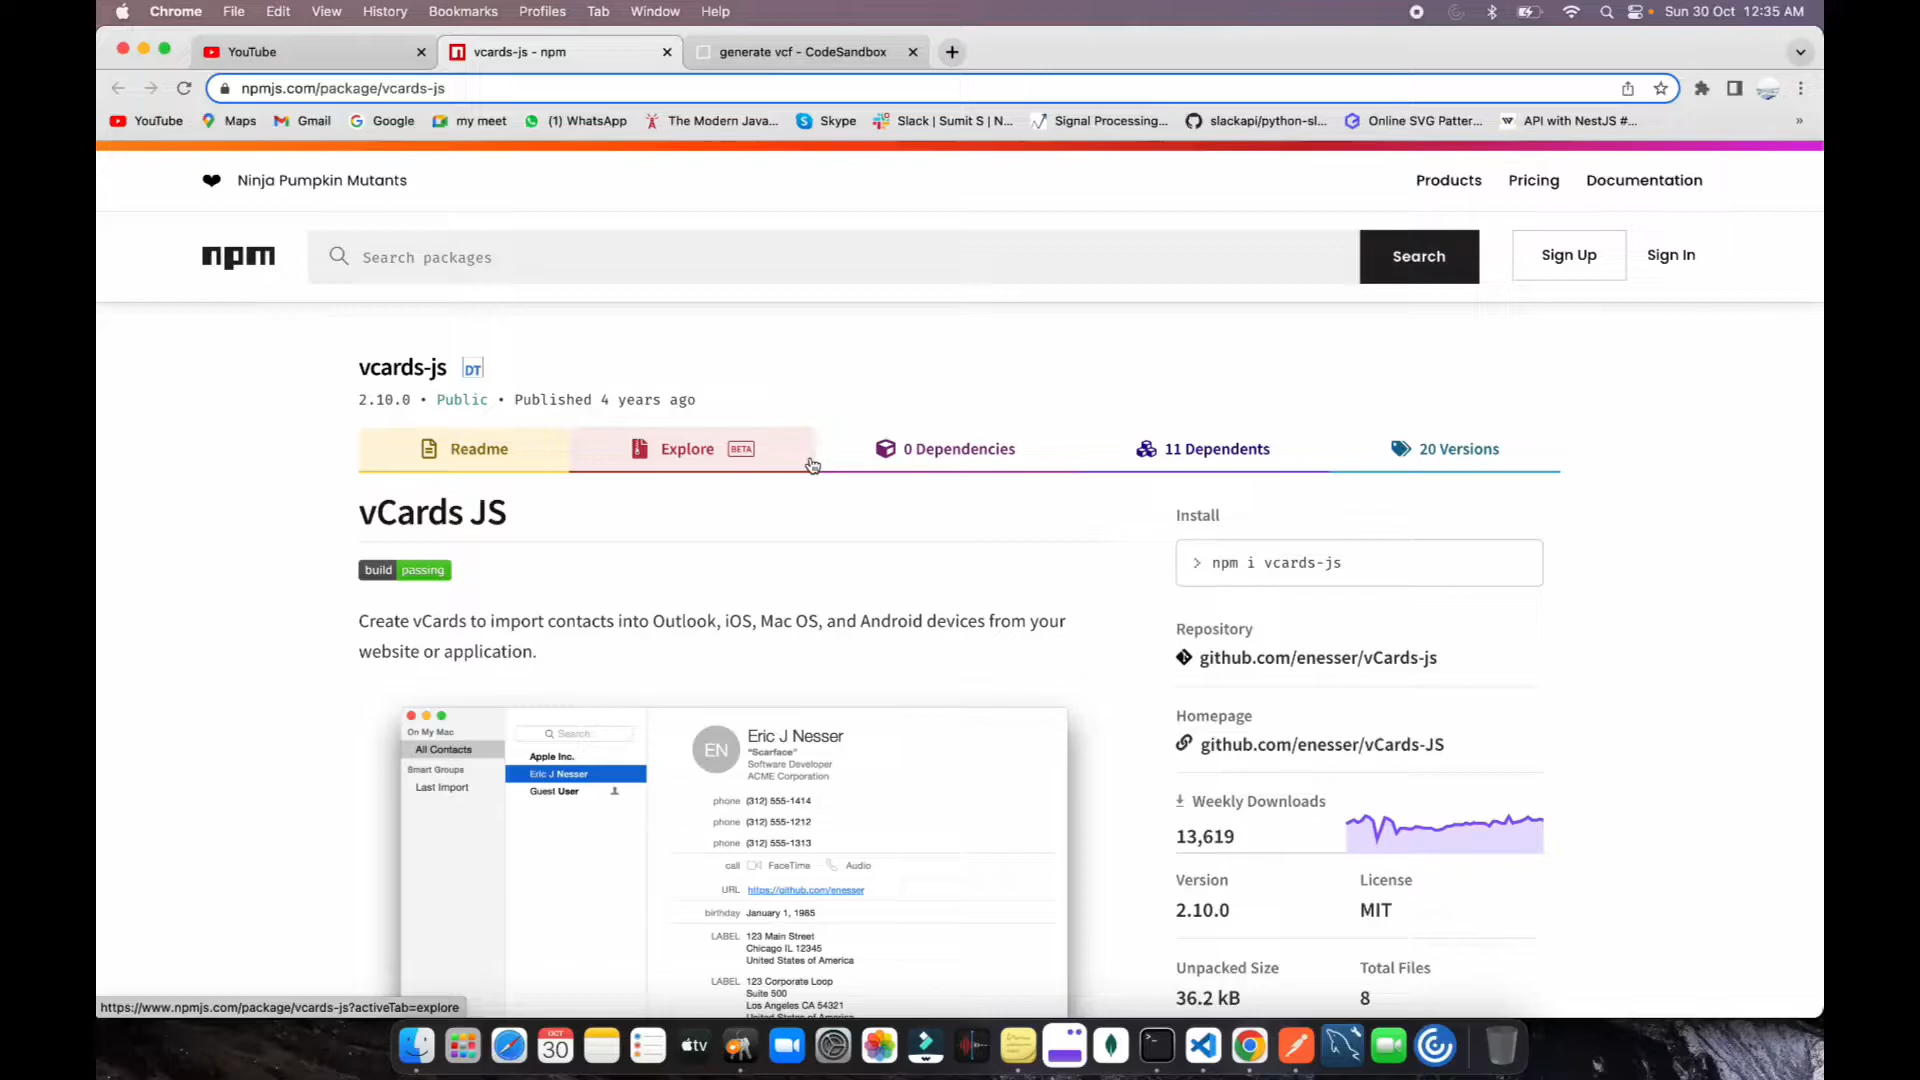 Chrome File Edit View History Bookmarks Profiles Tab Window Help Sun 30 Oct 12:35 AM
YouTube vcards-js - npm generate vcf - CodeSandbox
npmjs.com/package/vcards-js
YouTube Maps Gmail Google my meet (1) WhatsApp The Modern Java... Skype Slack | Sumit S | N... Signal Processing... slackapi/python-sl... Online SVG Patter... API with NestJS #... »
❤ Ninja Pumpkin Mutants Products Pricing Documentation
npm Search packages Search Sign Up Sign In
vcards-js DT
2.10.0 • Public • Published 4 years ago
Readme Explore BETA 0 Dependencies 11 Dependents 20 Versions
vCards JS
build passing
Create vCards to import contacts into Outlook, iOS, Mac OS, and Android devices from your
website or application.
On My Mac
All Contacts
Smart Groups
Last Import
Search
Apple Inc.
Eric J Nesser
Guest User
EN
Eric J Nesser
"Scarface"
Software Developer
ACME Corporation
phone (312) 555-1414
phone (312) 555-1212
phone (312) 555-1313
call FaceTime Audio
URL https://github.com/enesser
birthday January 1, 1985
LABEL 123 Main Street
Chicago IL 12345
United States of America
LABEL 123 Corporate Loop
Suite 500
Los Angeles CA 54321
United States of America
Install
> npm i vcards-js
Repository
github.com/enesser/vCards-js
Homepage
github.com/enesser/vCards-JS
Weekly Downloads
13,619
Version License
2.10.0 MIT
Unpacked Size Total Files
36.2 kB 8
https://www.npmjs.com/package/vcards-js?activeTab=explore
OCT
30
tv